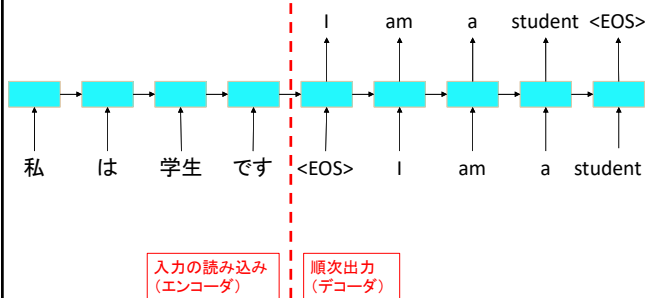 I am a student <EOS>
私 は 学生 です <EOS> I am a student
入力の読み込み
（エンコーダ）
順次出力
（デコーダ）